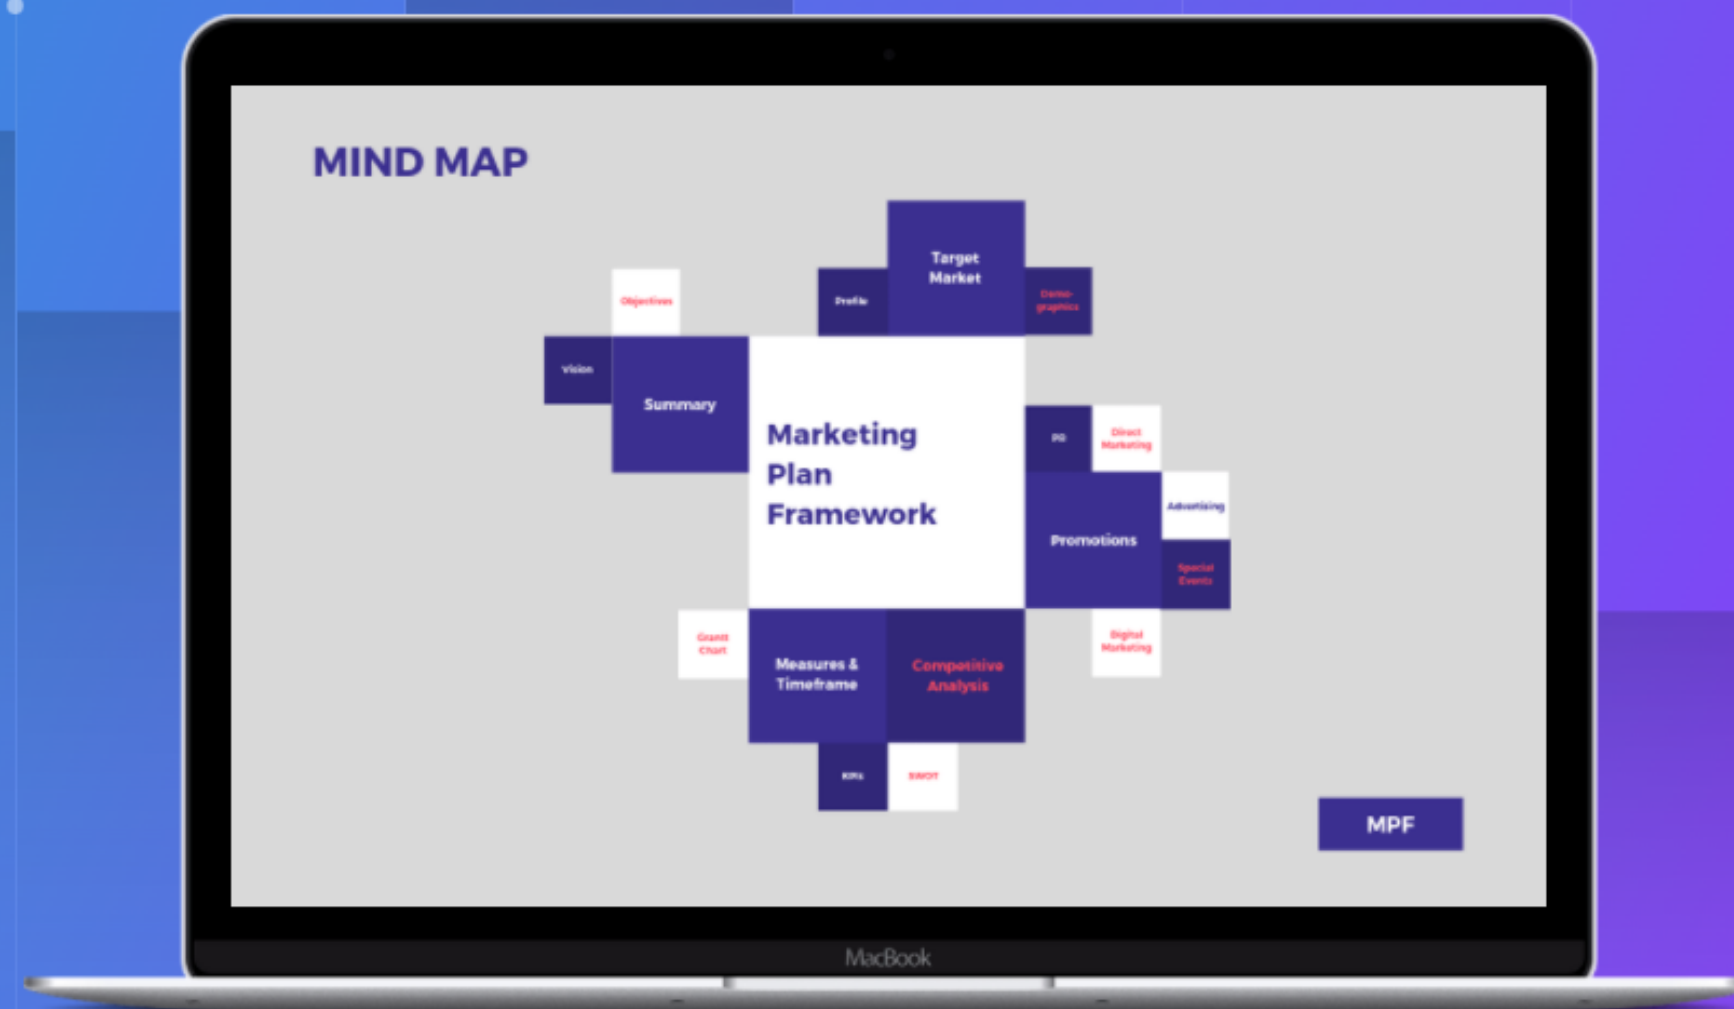 MIND MAP
Target
Market
Profile
Demo-
graphics
Objectives
Vision
Summary
Marketing
Plan
Framework
PR
Direct
Marketing
Advertising
Promotions
Special
Events
Digital
Marketing
Grantt
Chart
Measures &
Timeframe
Competitive
Analysis
KPIs
SWOT
MPF
MacBook